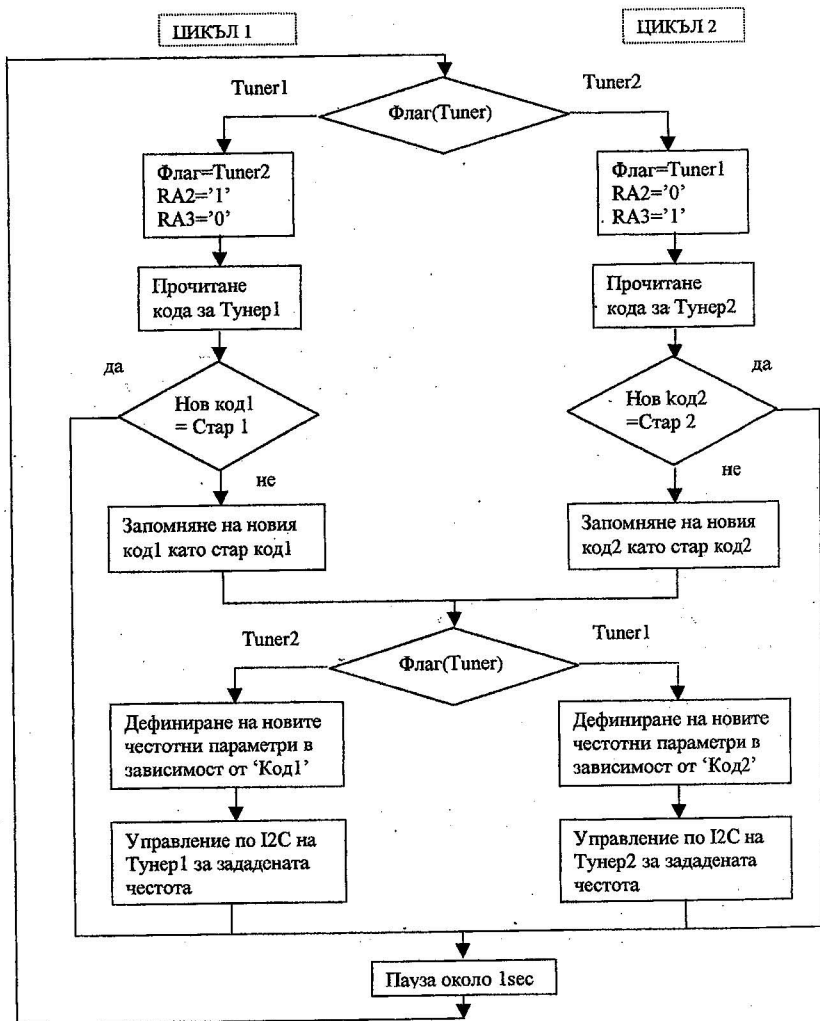 ЦИКЪЛ 1
ЦИКЪЛ 2
Tuner1
Tuner2
Флаг(Tuner)
Флаг=Tuner2
RA2='1'
RA3='0'
Флаг=Tuner1
RA2='0'
RA3='1'
Прочитане
кода за Тунер1
Прочитане
кода за Тунер2
да
да
Нов код1
= Стар 1
Нов код2
=Стар 2
не
не
Запомняне на новия
код1 като стар код1
Запомняне на новия
код2 като стар код2
Tuner2
Tuner1
Флаг(Tuner)
Дефиниране на новите
честотни параметри в
зависимост от ‘Код1’
Дефиниране на новите
честотни параметри в
зависимост от ‘Код2’
Управление по I2C на
Тунер1 за зададената
честота
Управление по I2C на
Тунер2 за зададената
честота
Пауза около 1sec